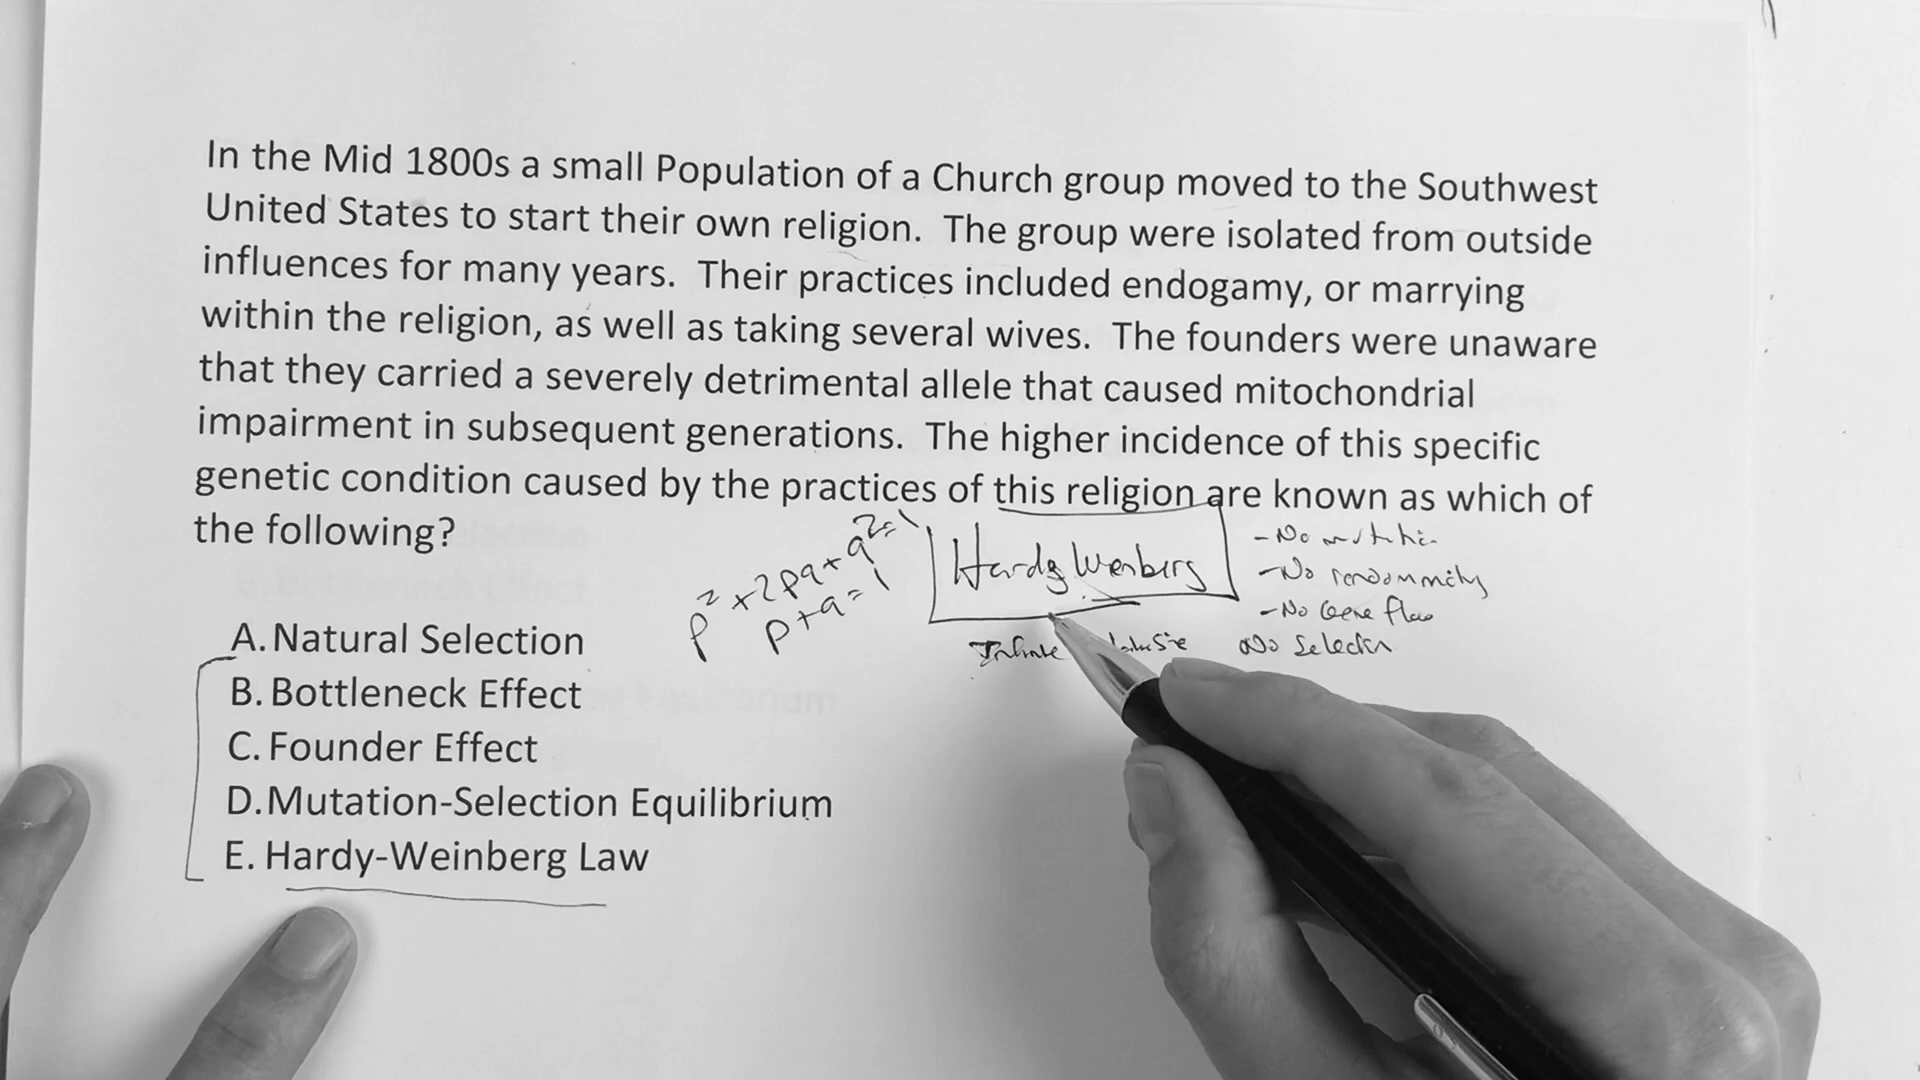 In the Mid 1800s a small Population of a Church group moved to the Southwest
United States to start their own religion. The group were isolated from outside
influences for many years. Their practices included endogamy, or marrying
within the religion, as well as taking several wives. The founders were unaware
that they carried a severely detrimental allele that caused mitochondrial
impairment in subsequent generations. The higher incidence of this specific
genetic condition caused by the practices of this religion are known as which of
the following?
p² + 2pq + q² = 1
p + q = 1
Hardy
- No
- No
- No Gene flow
No Selection
A. Natural Selection
B. Bottleneck Effect
C. Founder Effect
D. Mutation-Selection Equilibrium
E. Hardy-Weinberg Law